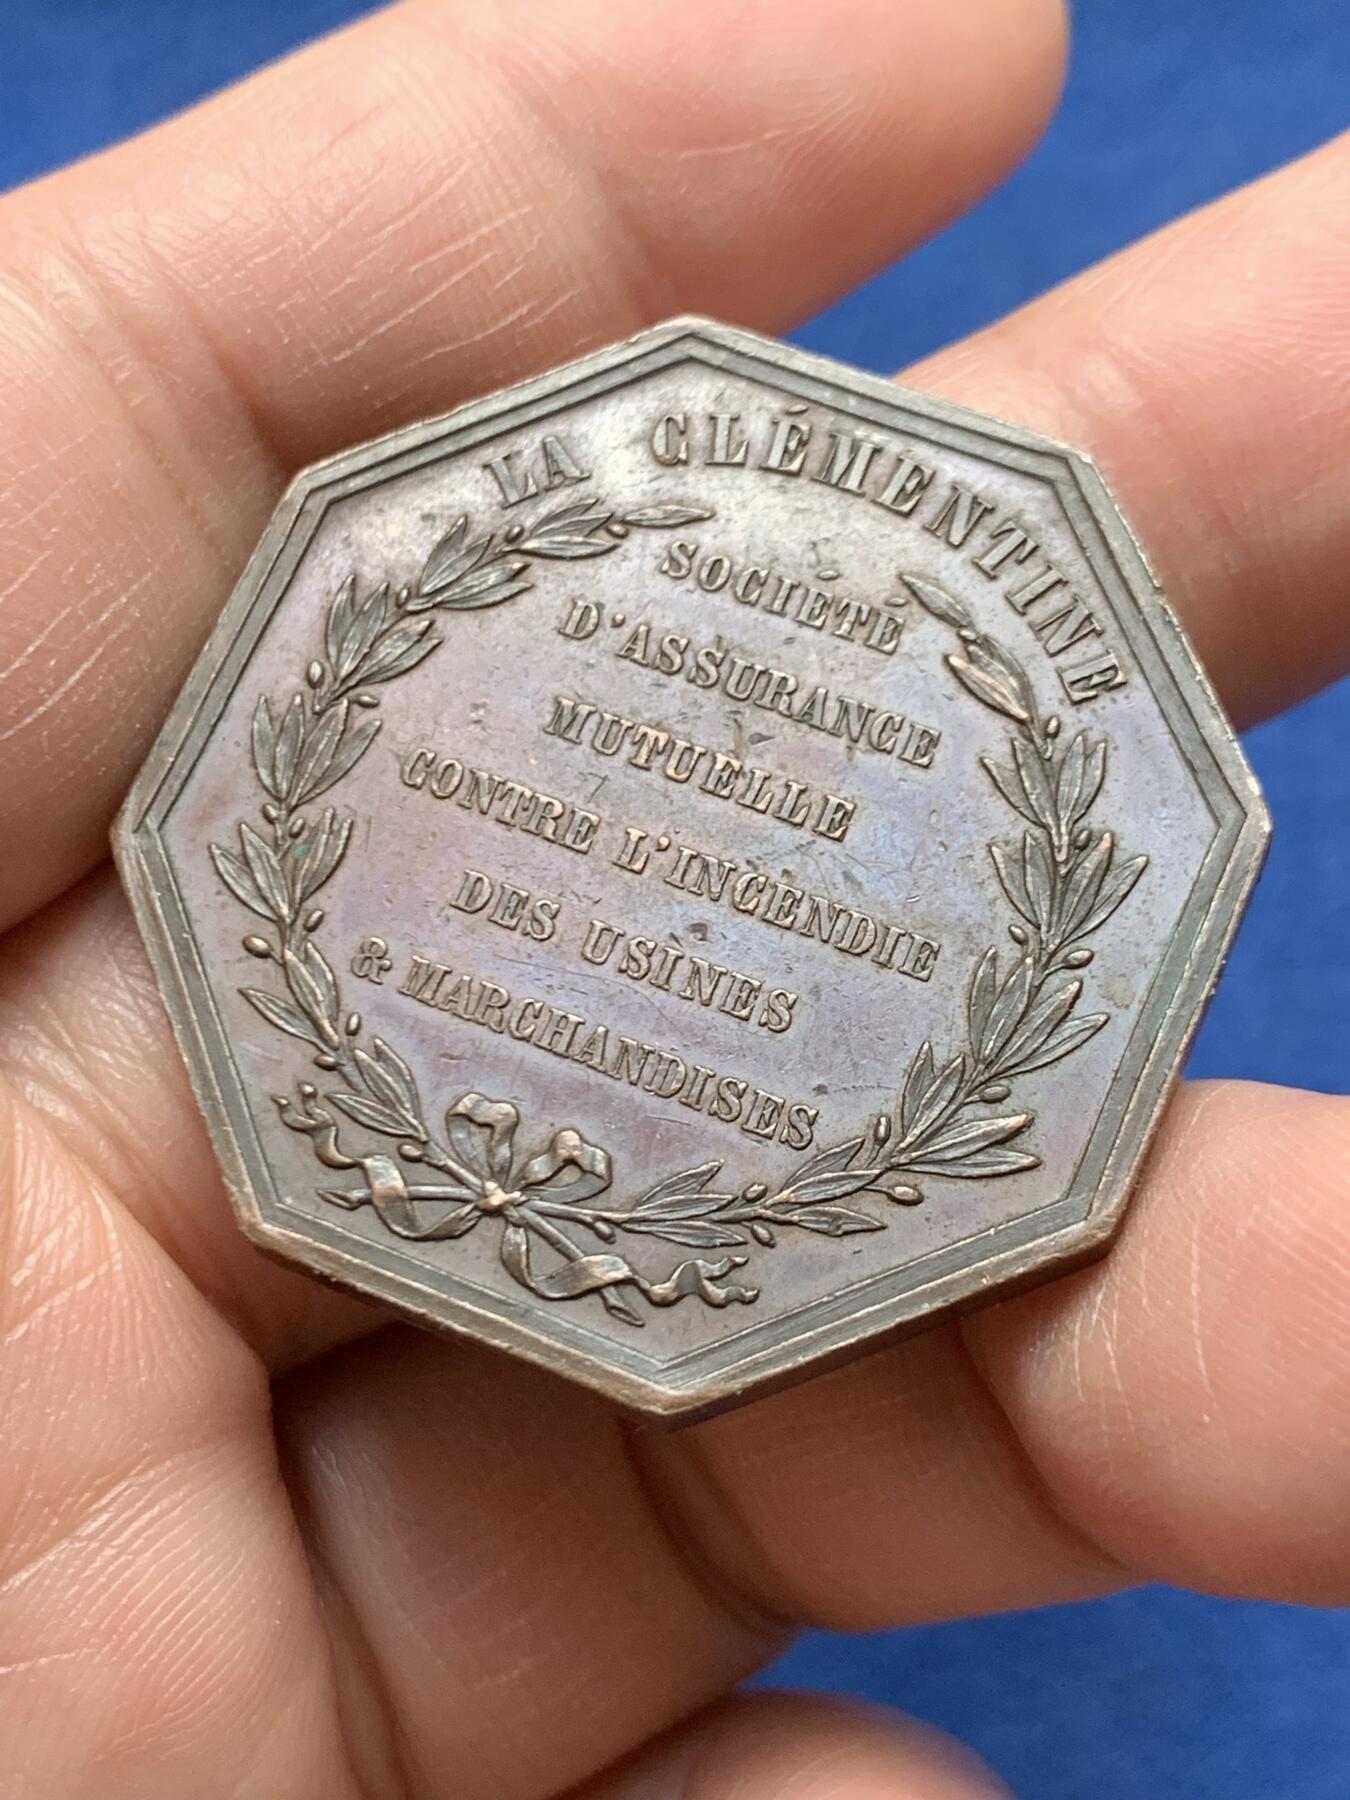 LA CLÉMENTINE
SOCIÉTÉ
D'ASSURANCE
MUTUELLE
CONTRE L'INCENDIE
DES USINES
& MARCHANDISES